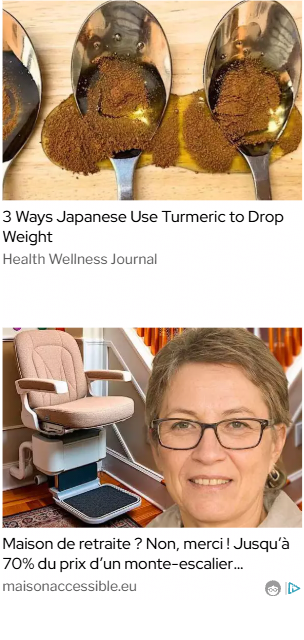 3 Ways Japanese Use Turmeric to Drop
Weight
Health Wellness Journal
Maison de retraite ? Non, merci ! Jusqu'à
70% du prix d'un monte-escalier...
maisonaccessible.eu